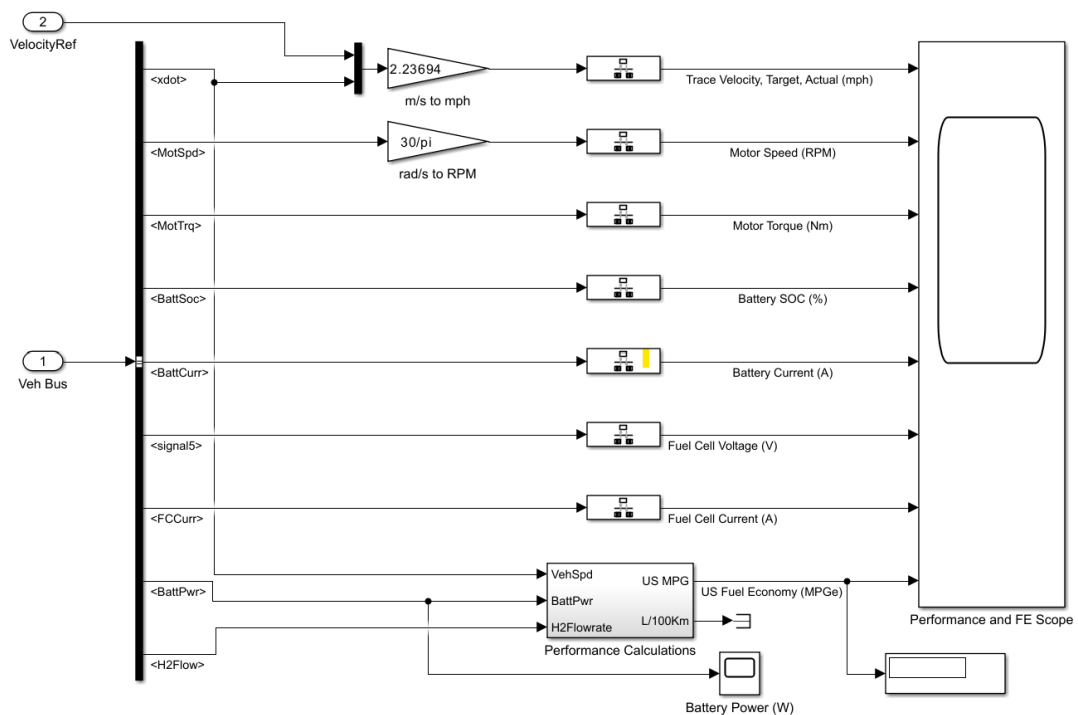 2
VelocityRef
<xdot>
2.23694
m/s to mph
Trace Velocity, Target, Actual (mph)
<MotSpd>
30/pi
rad/s to RPM
Motor Speed (RPM)
<MotTrq>
Motor Torque (Nm)
<BattSoc>
Battery SOC (%)
1
Veh Bus
<BattCurr>
Battery Current (A)
<signal5>
Fuel Cell Voltage (V)
<FCCurr>
Fuel Cell Current (A)
<BattPwr>
<H2Flow>
VehSpd
BattPwr
H2Flowrate
US MPG
L/100Km
Performance Calculations
US Fuel Economy (MPGe)
Performance and FE Scope
Battery Power (W)